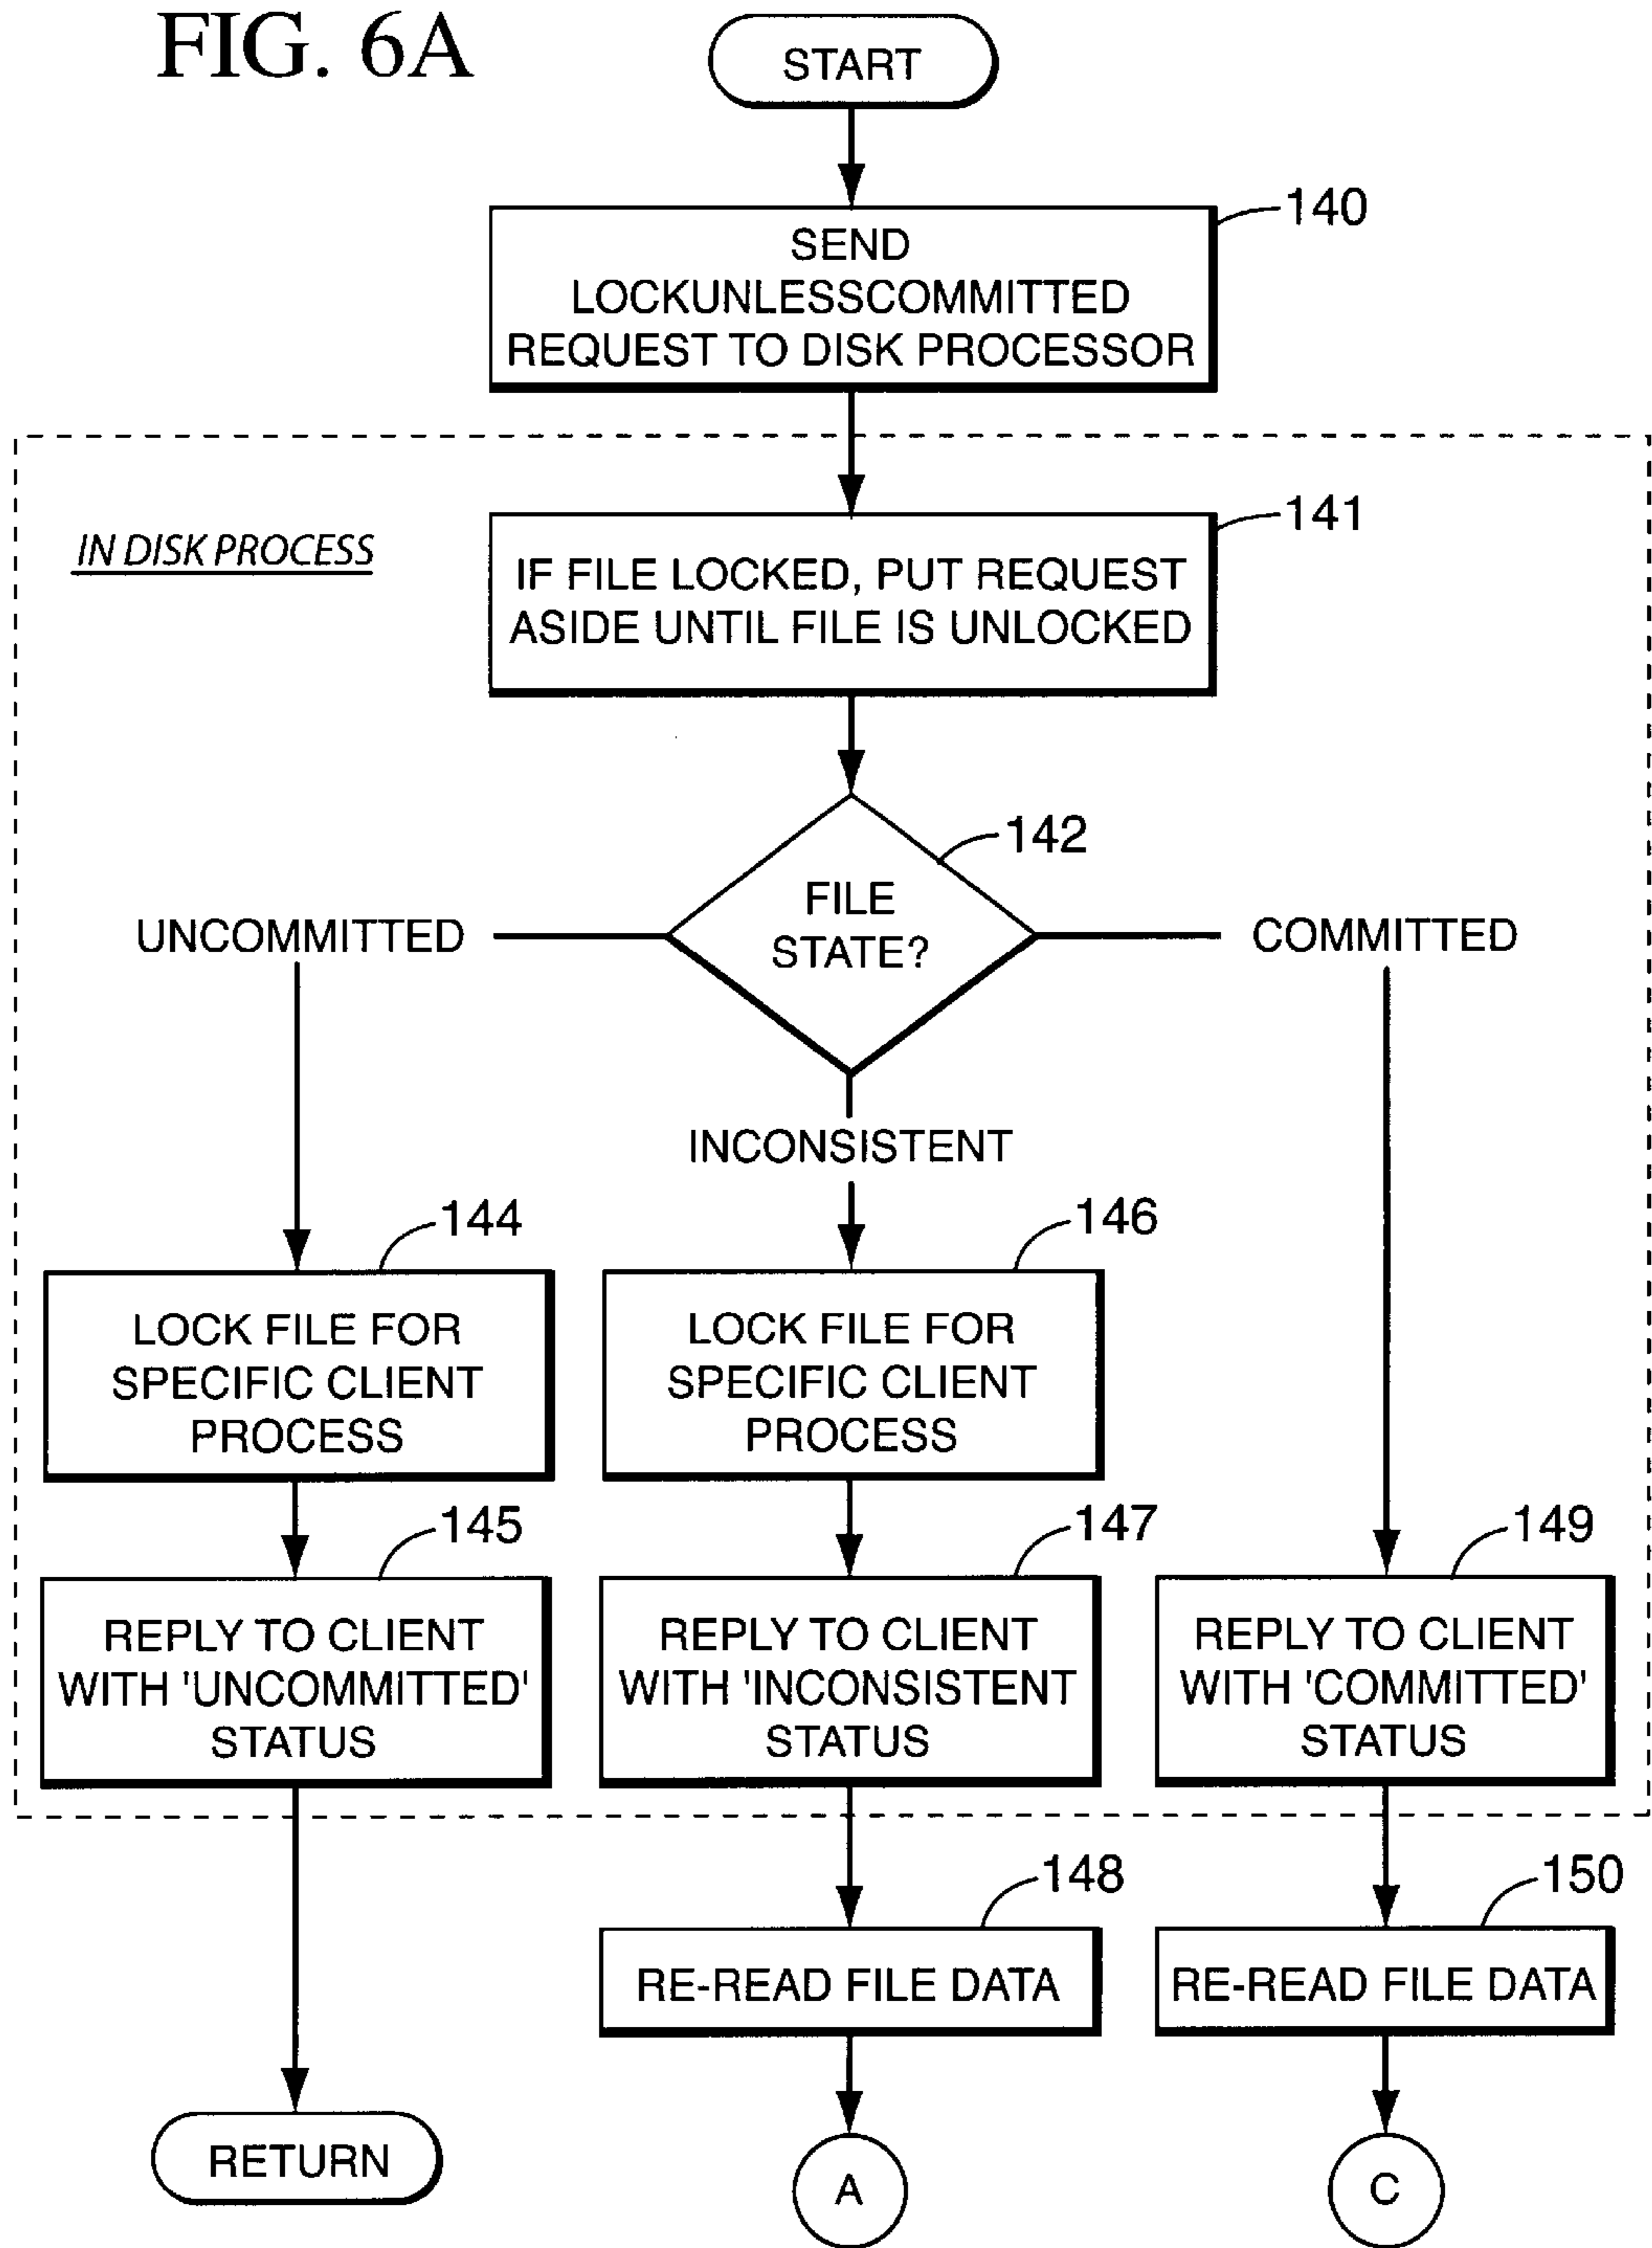 FIG. 6A
START
140
SEND
LOCKUNLESSCOMMITTED
REQUEST TO DISK PROCESSOR
141
IN DISK PROCESS
IF FILE LOCKED, PUT REQUEST
ASIDE UNTIL FILE IS UNLOCKED
142
FILE
STATE?
UNCOMMITTED
COMMITTED
INCONSISTENT
144
LOCK FILE FOR
SPECIFIC CLIENT
PROCESS
146
LOCK FILE FOR
SPECIFIC CLIENT
PROCESS
145
REPLY TO CLIENT
WITH 'UNCOMMITTED'
STATUS
147
REPLY TO CLIENT
WITH 'INCONSISTENT
STATUS
149
REPLY TO CLIENT
WITH 'COMMITTED'
STATUS
148
RE-READ FILE DATA
150
RE-READ FILE DATA
RETURN
A
C